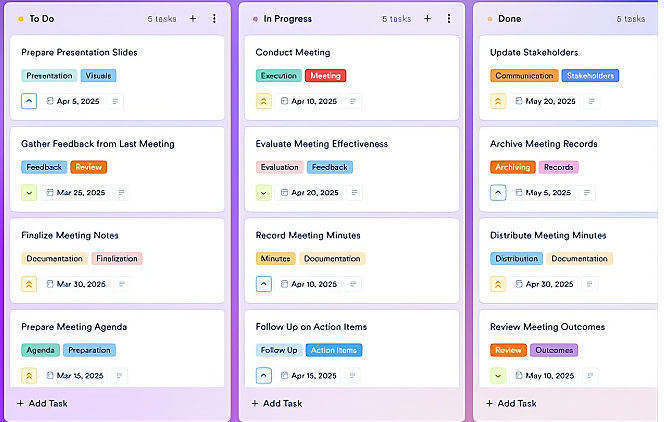 To Do 5 tasks
Prepare Presentation Slides
Presentation Visuals
Apr 5, 2025
Gather Feedback from Last Meeting
Feedback Review
Mar 25, 2025
Finalize Meeting Notes
Documentation Finalization
Mar 30, 2025
Prepare Meeting Agenda
Agenda Preparation
Mar 15, 2025
+ Add Task
In Progress 5 tasks
Conduct Meeting
Execution Meeting
Apr 10, 2025
Evaluate Meeting Effectiveness
Evaluation Feedback
Apr 20, 2025
Record Meeting Minutes
Minutes Documentation
Apr 10, 2025
Follow Up on Action Items
Follow Up Action Items
Apr 15, 2025
+ Add Task
Done 5 tasks
Update Stakeholders
Communication Stakeholders
May 20, 2025
Archive Meeting Records
Archiving Records
May 5, 2025
Distribute Meeting Minutes
Distribution Documentation
Apr 30, 2025
Review Meeting Outcomes
Review Outcomes
May 10, 2025
+ Add Task